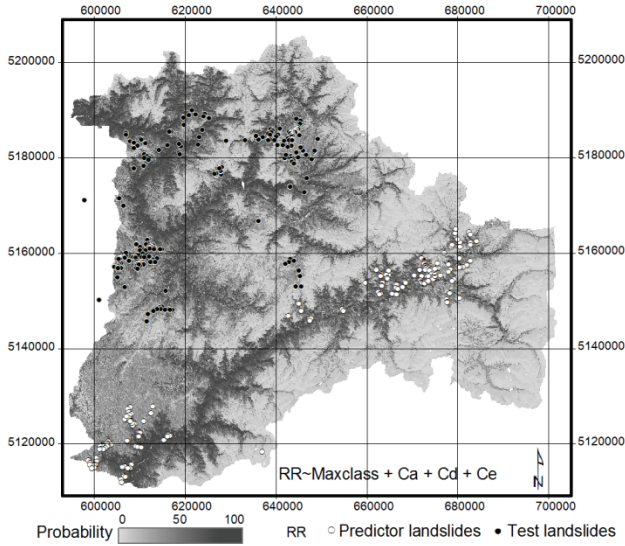 600000 620000 640000 660000 680000 700000
5200000 5200000
5180000 5180000
5160000 5160000
5140000 5140000
5120000 5120000
RR~Maxclass + Ca + Cd + Ce
N
600000 620000 640000 660000 680000 700000
Probability 0 50 100 RR Predictor landslides Test landslides